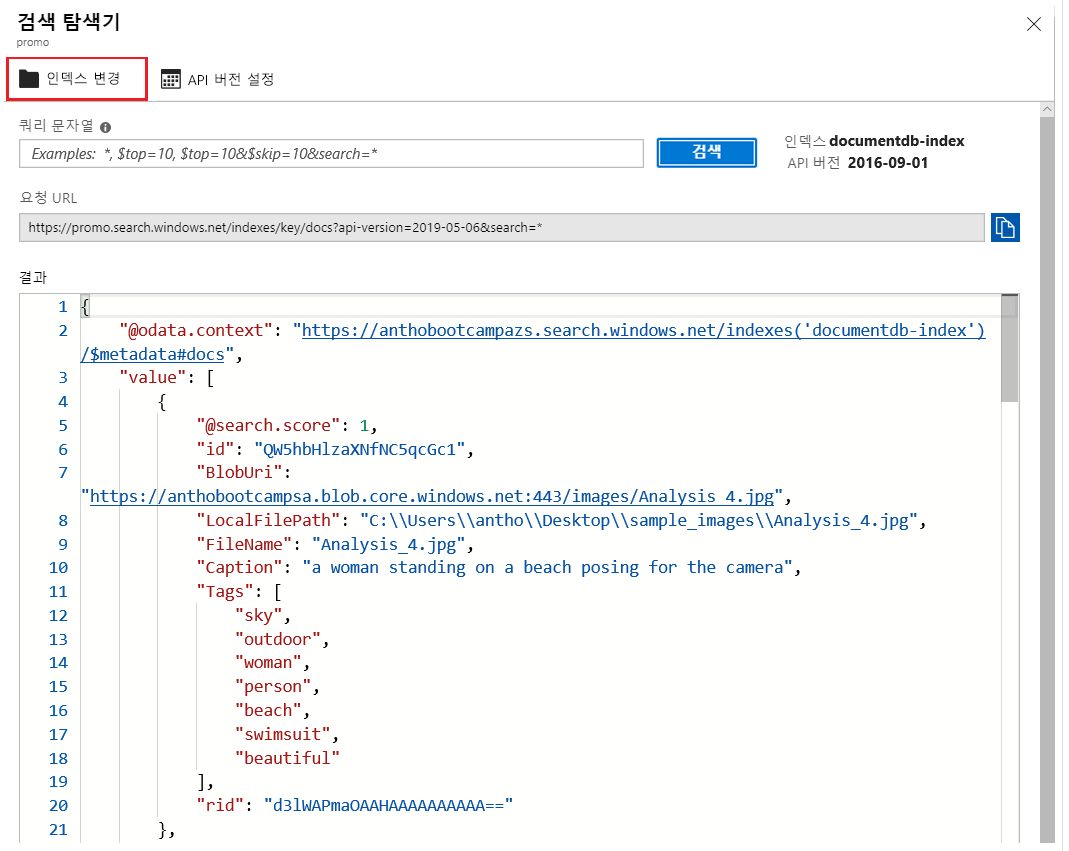 검색 탐색기
promo
인덱스 변경
API 버전 설정
쿼리 문자열
Examples: *, $top=10, $top=10&$skip=10&search=*
검색
인덱스 documentdb-index
API 버전 2016-09-01
요청 URL
https://promo.search.windows.net/indexes/key/docs?api-version=2019-05-06&search=*
결과
1 {
2 "@odata.context": "https://anthobootcampazs.search.windows.net/indexes('documentdb-index')
/$metadata#docs",
3 "value": [
4 {
5 "@search.score": 1,
6 "id": "QW5hbHlzaXNfNC5qcGc1",
7 "BlobUri":
"https://anthobootcampsa.blob.core.windows.net:443/images/Analysis_4.jpg",
8 "LocalFilePath": "C:\\Users\\antho\\Desktop\\sample_images\\Analysis_4.jpg",
9 "FileName": "Analysis_4.jpg",
10 "Caption": "a woman standing on a beach posing for the camera",
11 "Tags": [
12 "sky",
13 "outdoor",
14 "woman",
15 "person",
16 "beach",
17 "swimsuit",
18 "beautiful"
19 ],
20 "rid": "d3lWAPmaOAAHAAAAAAAAAA=="
21 },